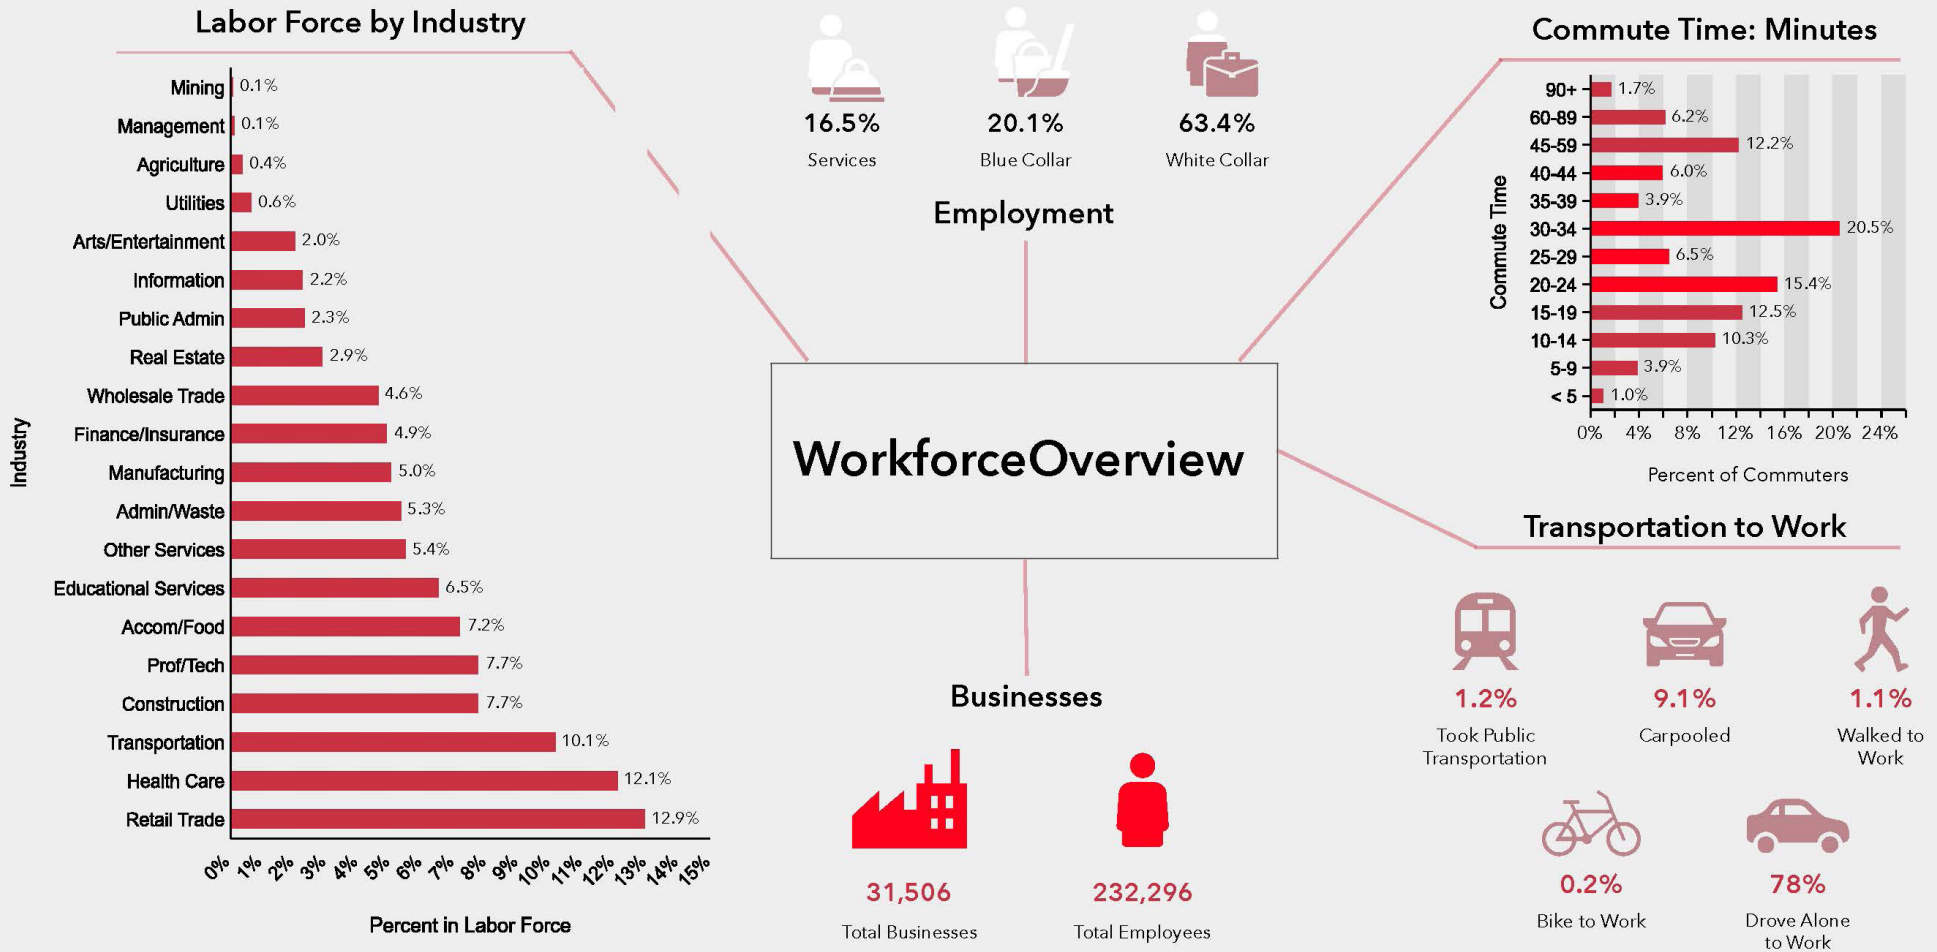 Labor Force by Industry
Industry
Mining 0.1%
Management 0.1%
Agriculture 0.4%
Utilities 0.6%
Arts/Entertainment 2.0%
Information 2.2%
Public Admin 2.3%
Real Estate 2.9%
Wholesale Trade 4.6%
Finance/Insurance 4.9%
Manufacturing 5.0%
Admin/Waste 5.3%
Other Services 5.4%
Educational Services 6.5%
Accom/Food 7.2%
Prof/Tech 7.7%
Construction 7.7%
Transportation 10.1%
Health Care 12.1%
Retail Trade 12.9%
0% 1% 2% 3% 4% 5% 6% 7% 8% 9% 10% 11% 12% 13% 14% 15%
Percent in Labor Force
16.5% 20.1% 63.4%
Services Blue Collar White Collar
Employment
WorkforceOverview
Businesses
31,506 232,296
Total Businesses Total Employees
Commute Time: Minutes
Commute Time
90+ 1.7%
60-89 6.2%
45-59 12.2%
40-44 6.0%
35-39 3.9%
30-34 20.5%
25-29 6.5%
20-24 15.4%
15-19 12.5%
10-14 10.3%
5-9 3.9%
< 5 1.0%
0% 4% 8% 12% 16% 20% 24%
Percent of Commuters
Transportation to Work
1.2% 9.1% 1.1%
Took Public Carpooled Walked to
Transportation Work
0.2% 78%
Bike to Work Drove Alone
to Work